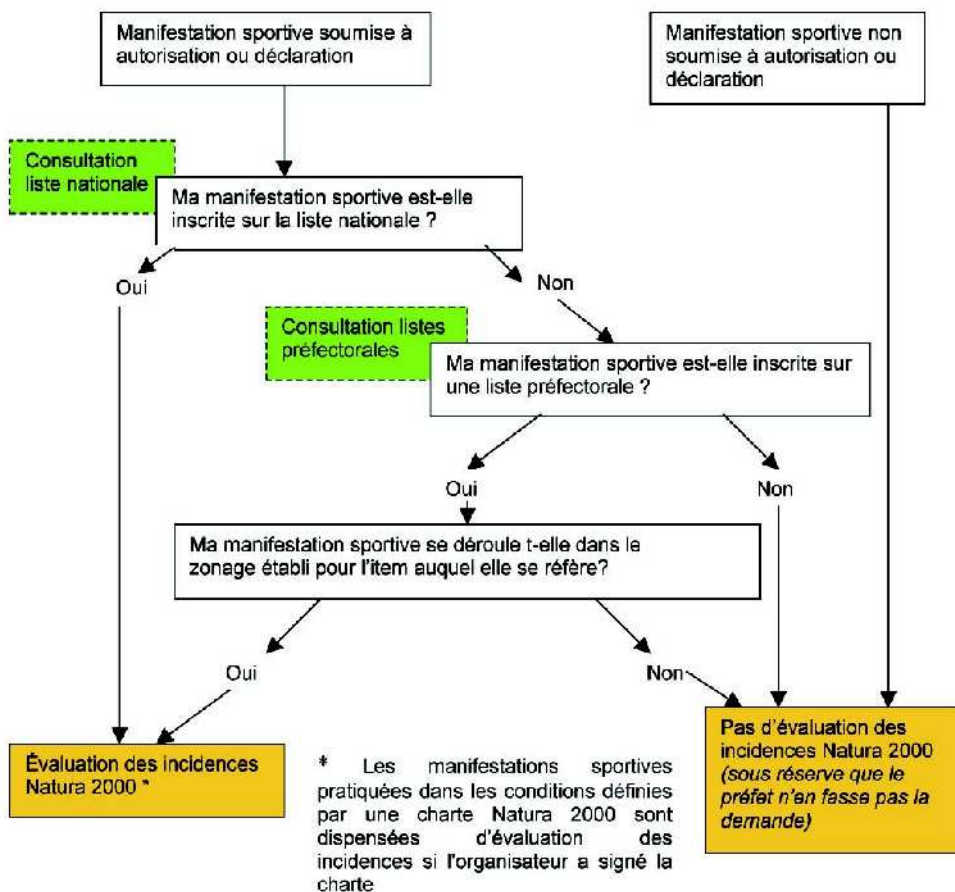 Manifestation sportive soumise à
autorisation ou déclaration
Manifestation sportive non
soumise à autorisation ou
déclaration
Consultation
liste nationale
Ma manifestation sportive est-elle
inscrite sur la liste nationale ?
Oui
Non
Consultation listes
préfectorales
Ma manifestation sportive est-elle inscrite sur
une liste préfectorale ?
Oui
Non
Ma manifestation sportive se déroule t-elle dans le
zonage établi pour l'item auquel elle se réfère?
Oui
Non
Évaluation des incidences
Natura 2000 *
* Les manifestations sportives
pratiquées dans les conditions définies
par une charte Natura 2000 sont
dispensées d'évaluation des
incidences si l'organisateur a signé la
charte
Pas d'évaluation des
incidences Natura 2000
(sous réserve que le
préfet n'en fasse pas la
demande)